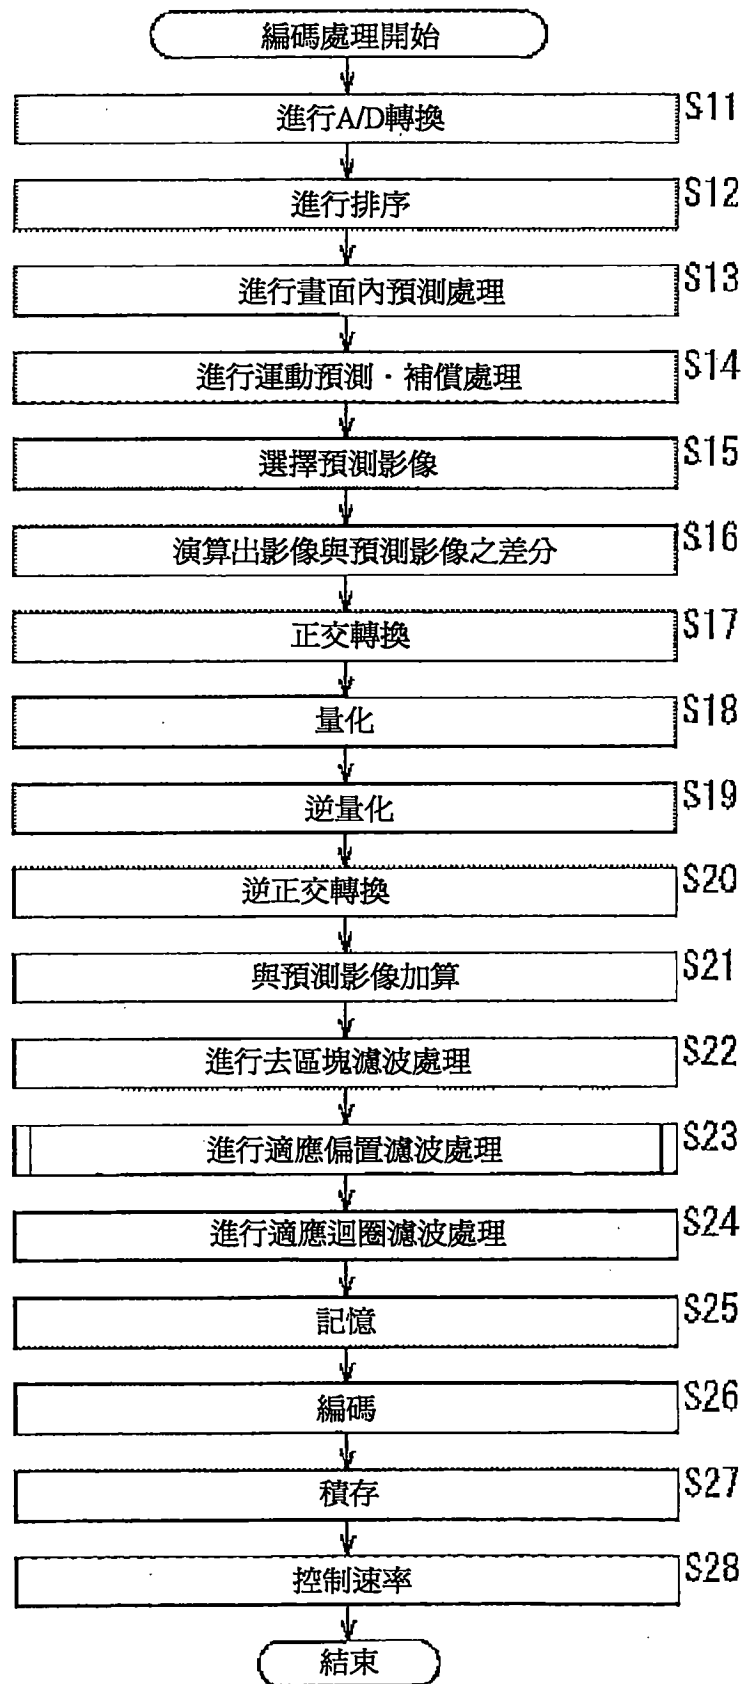 編碼處理開始
進行A/D轉換 S11
進行排序 S12
進行畫面內預測處理 S13
進行運動預測・補償處理 S14
選擇預測影像 S15
演算出影像與預測影像之差分 S16
正交轉換 S17
量化 S18
逆量化 S19
逆正交轉換 S20
與預測影像加算 S21
進行去區塊濾波處理 S22
進行適應偏置濾波處理 S23
進行適應迴圈濾波處理 S24
記憶 S25
編碼 S26
積存 S27
控制速率 S28
結束